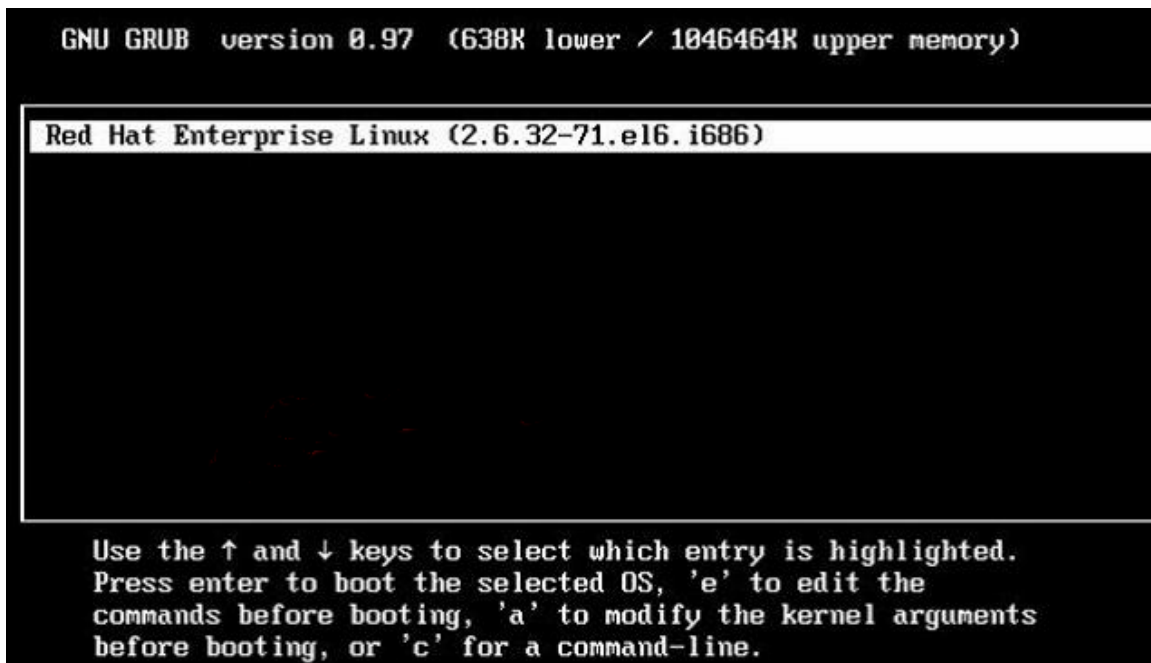 GNU GRUB version 0.97 (638K lower / 1046464K upper memory)
Red Hat Enterprise Linux (2.6.32-71.el6.i686)
Use the ↑ and ↓ keys to select which entry is highlighted.
Press enter to boot the selected OS, 'e' to edit the
commands before booting, 'a' to modify the kernel arguments
before booting, or 'c' for a command-line.